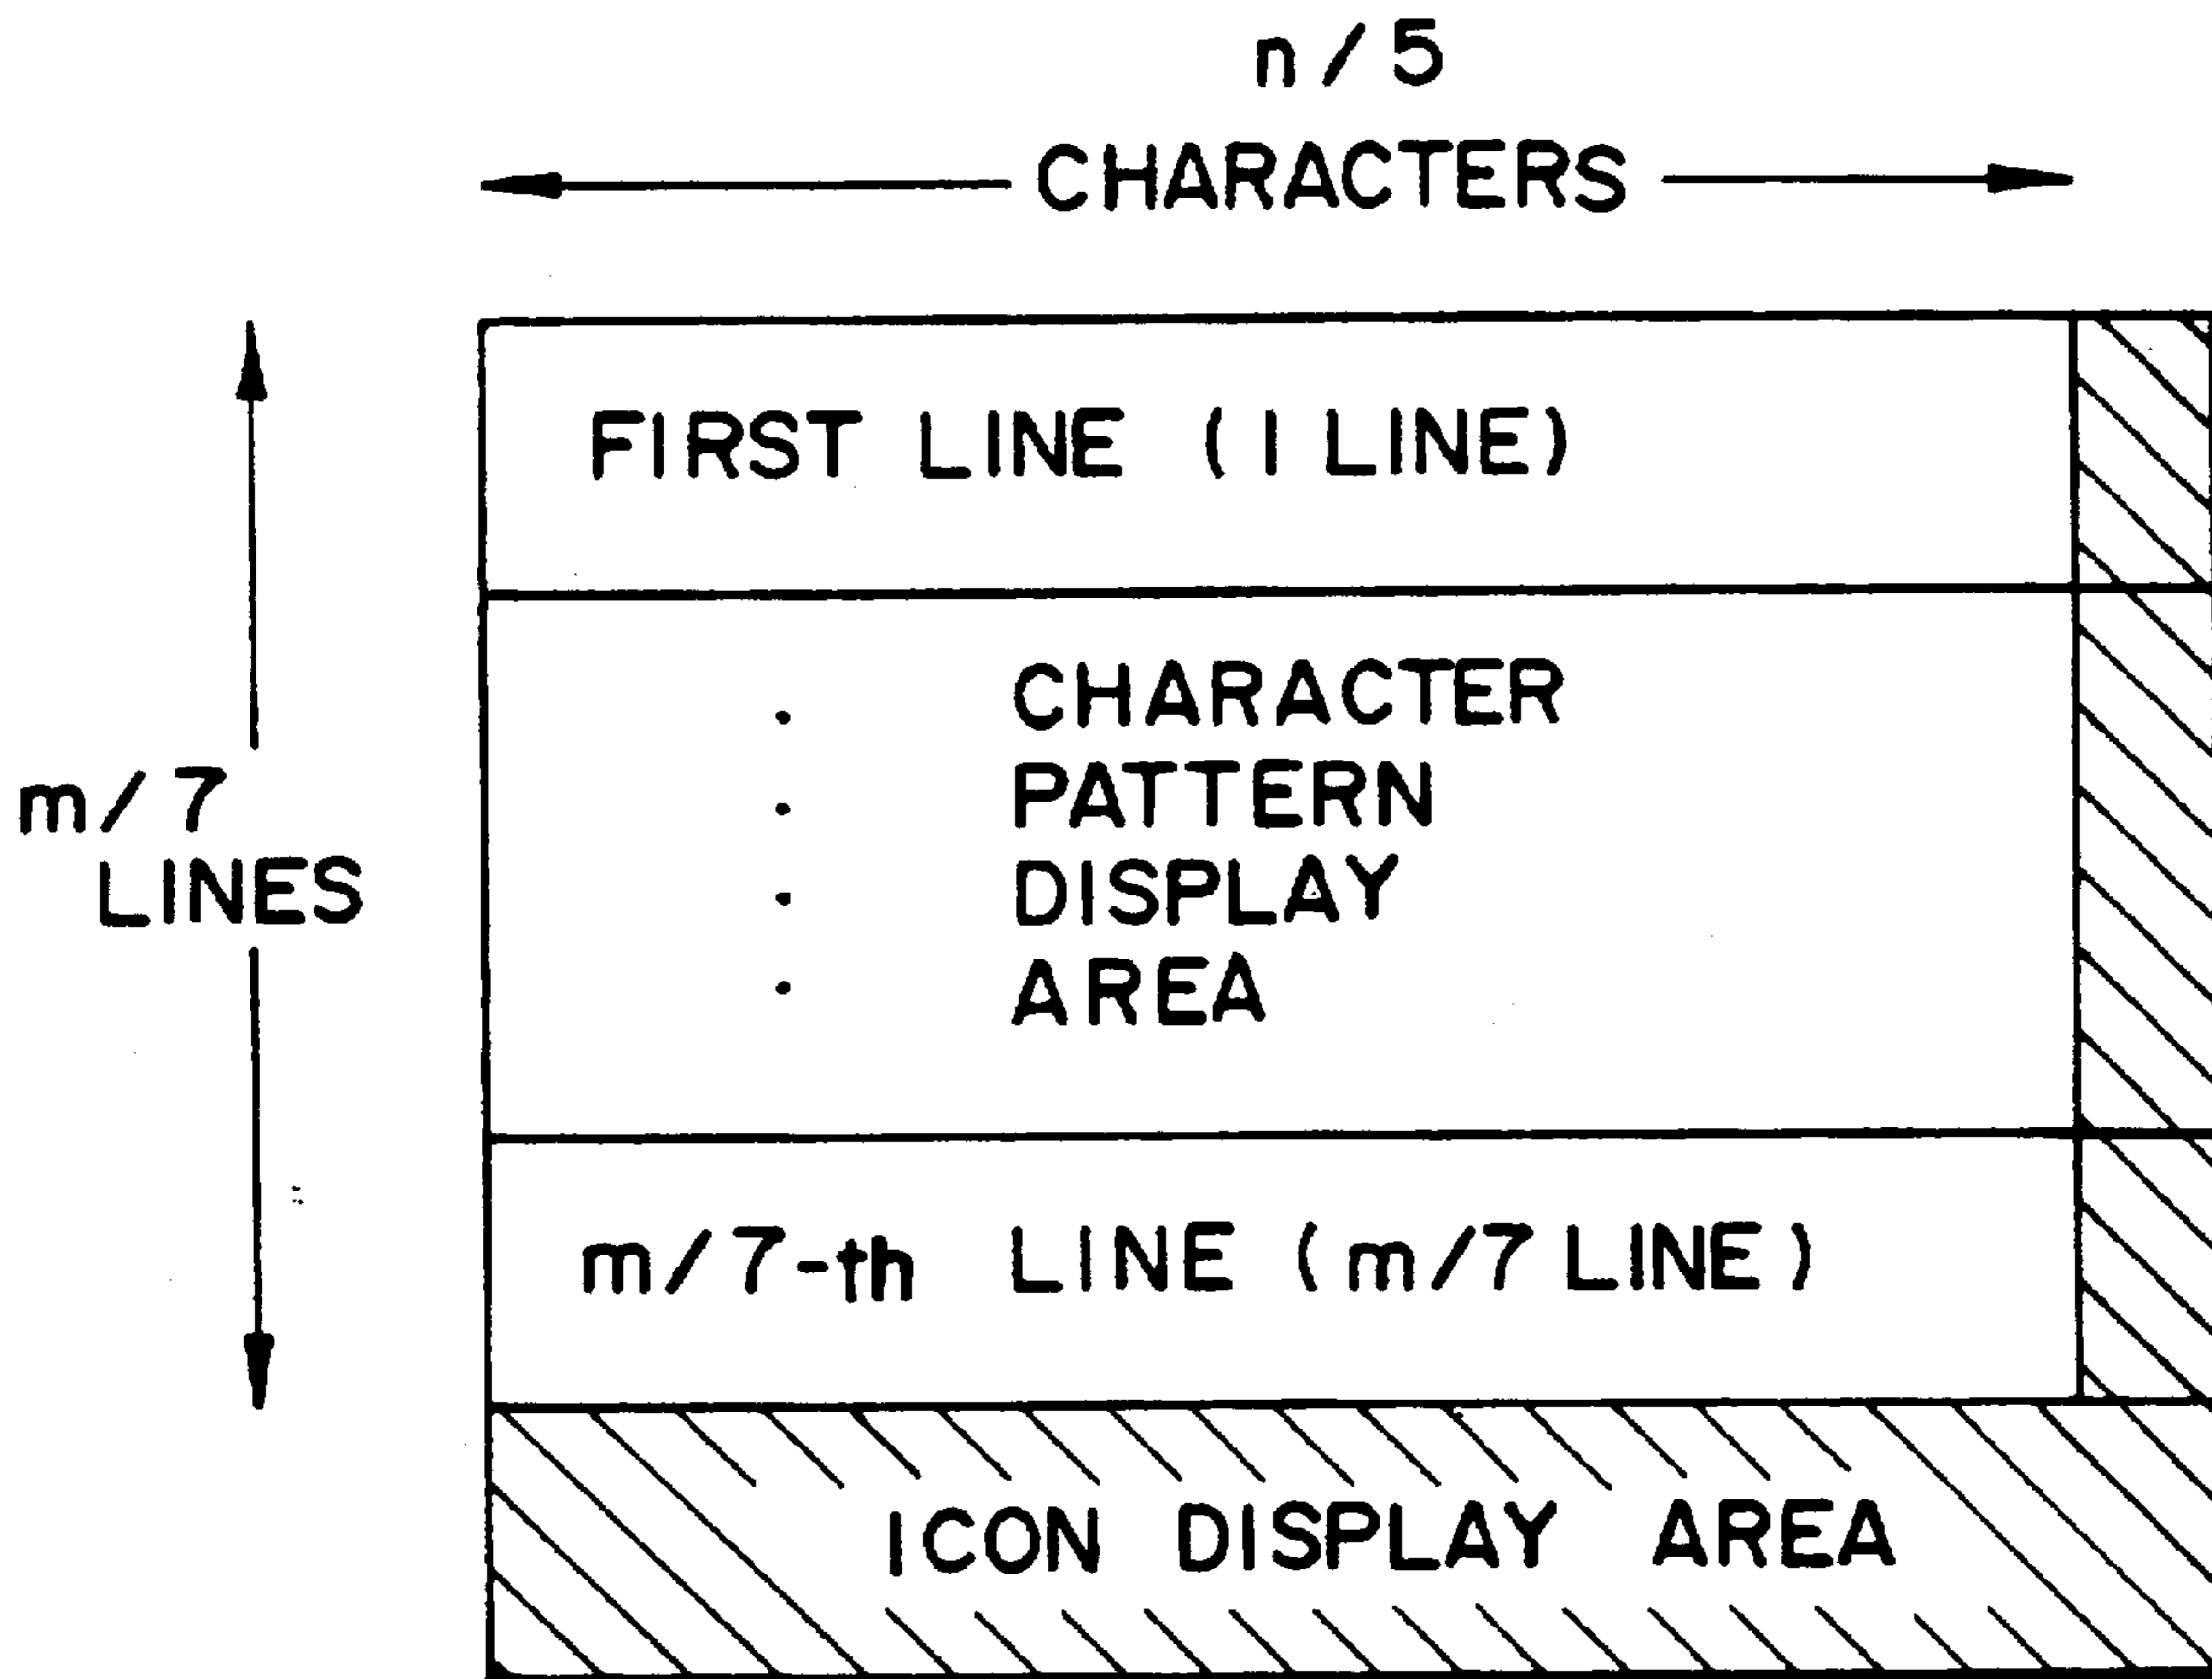 n/5
CHARACTERS
FIRST LINE (1 LINE)
m/7
LINES
CHARACTER
PATTERN
DISPLAY
AREA
m/7-th LINE (m/7 LINE)
ICON DISPLAY AREA